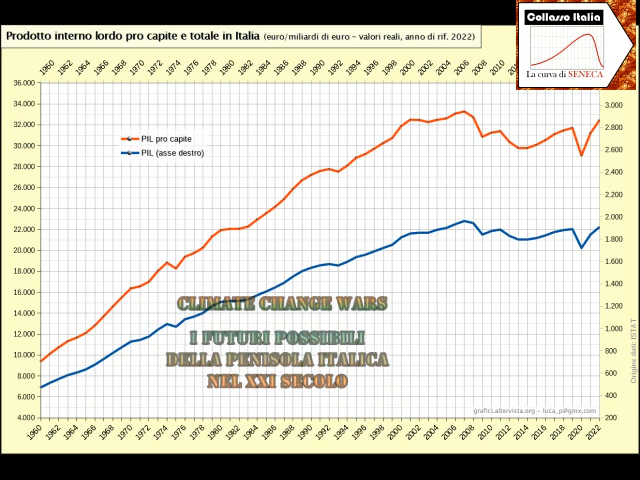 Collasso Italia
La curva di SENECA
Prodotto interno lordo pro capite e totale in Italia (euro/miliardi di euro - valori reali, anno di rif. 2022)
1960 1962 1964 1966 1968 1970 1972 1974 1976 1978 1980 1982 1984 1986 1988 1990 1992 1994 1996 1998 2000 2002 2004 2006 2008 2010
36.000
34.000 3.000
32.000 2.800
30.000 2.600
28.000 2.400
26.000 2.200
24.000 2.000
22.000 1.800
20.000 1.600
18.000 1.400
16.000 1.200
14.000 1.000
12.000 800
10.000 600
8.000 400
6.000 200
4.000
PIL pro capite
PIL (asse destro)
CLIMATE CHANGE WARS
I FUTURI POSSIBILI
DELLA PENISOLA ITALICA
NEL XXI SECOLO
Origine dati: ISTAT
grafici.altervista.org - luca_p@gmx.com
1960 1962 1964 1966 1968 1970 1972 1974 1976 1978 1980 1982 1984 1986 1988 1990 1992 1994 1996 1998 2000 2002 2004 2006 2008 2010 2012 2014 2016 2018 2020 2022